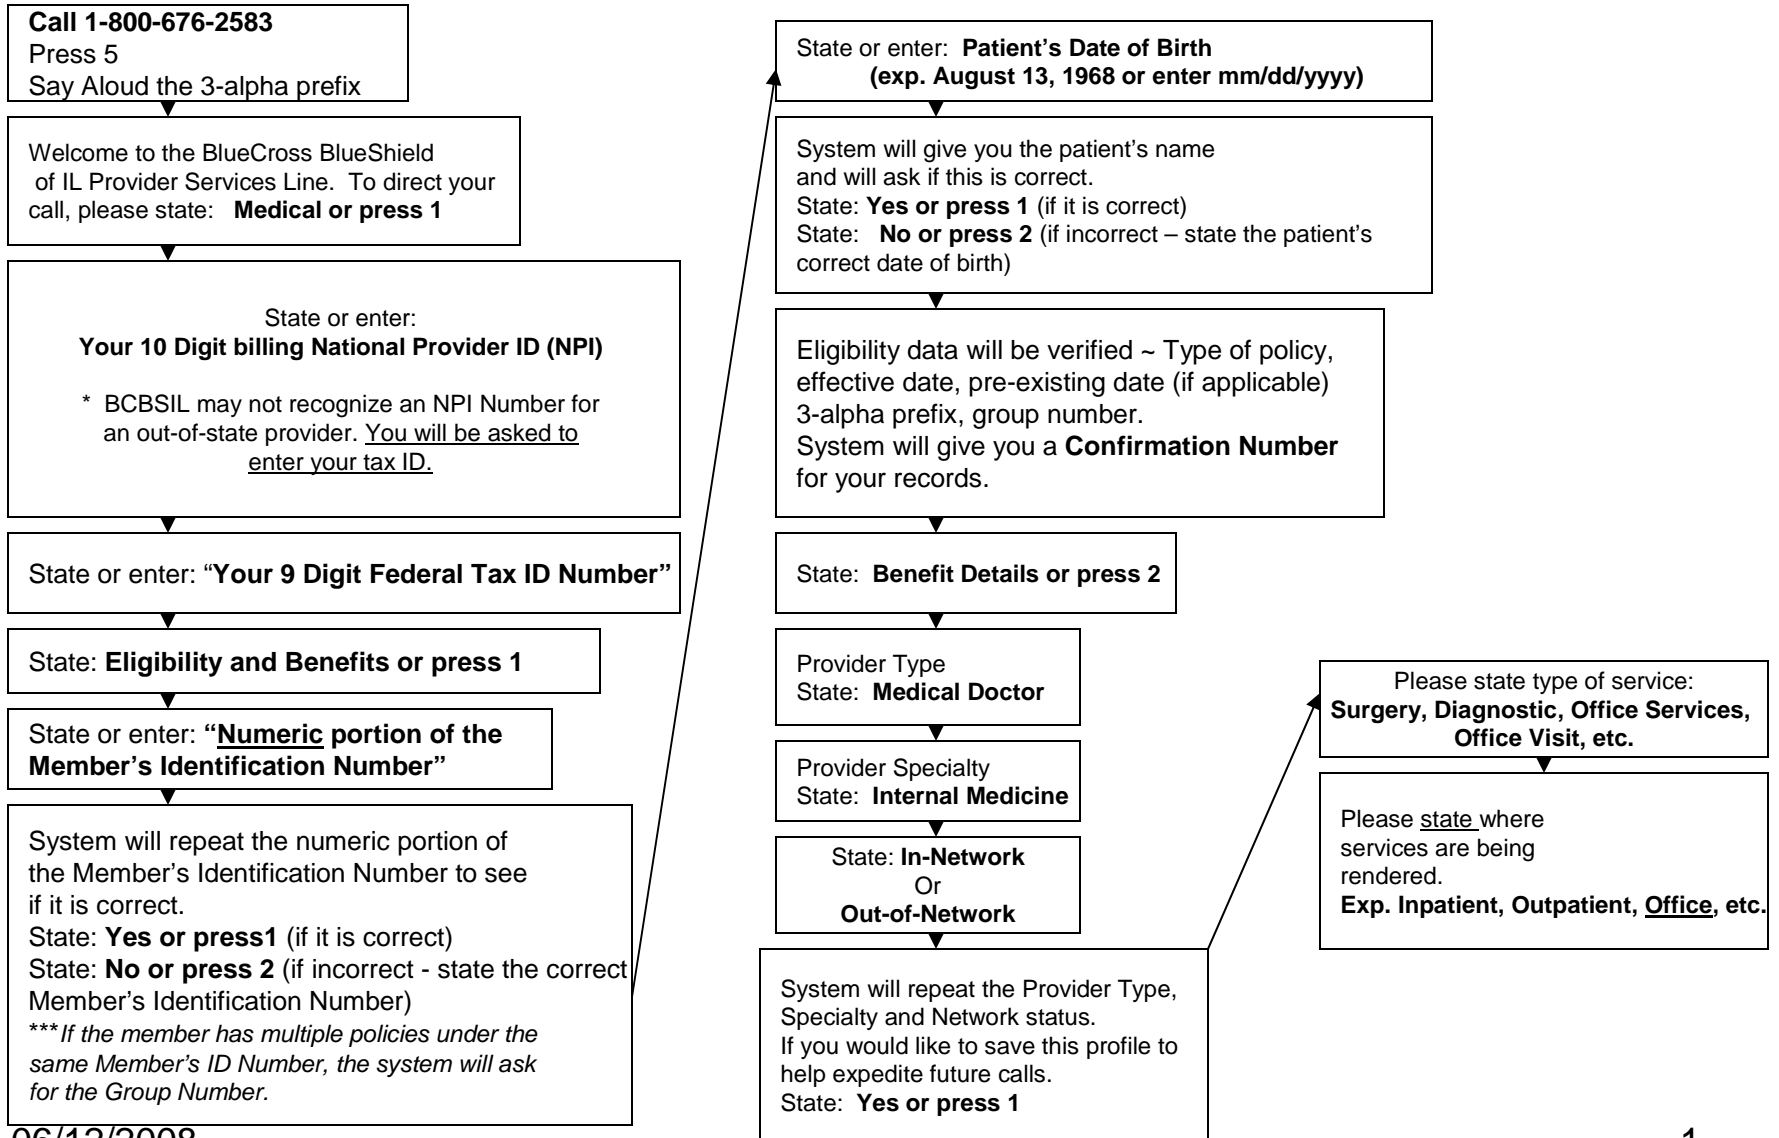 Call 1-800-676-2583
Press 5
Say Aloud the 3-alpha prefix
Welcome to the BlueCross BlueShield
of IL Provider Services Line. To direct your
call, please state: Medical or press 1
State or enter:
Your 10 Digit billing National Provider ID (NPI)
* BCBSIL may not recognize an NPI Number for
an out-of-state provider. You will be asked to
enter your tax ID.
State or enter: “Your 9 Digit Federal Tax ID Number”
State: Eligibility and Benefits or press 1
State or enter: “Numeric portion of the
Member’s Identification Number”
System will repeat the numeric portion of
the Member’s Identification Number to see
if it is correct.
State: Yes or press1 (if it is correct)
State: No or press 2 (if incorrect - state the correct
Member’s Identification Number)
***If the member has multiple policies under the
same Member’s ID Number, the system will ask
for the Group Number.
State or enter: Patient’s Date of Birth
(exp. August 13, 1968 or enter mm/dd/yyyy)
System will give you the patient’s name
and will ask if this is correct.
State: Yes or press 1 (if it is correct)
State: No or press 2 (if incorrect – state the patient’s
correct date of birth)
Eligibility data will be verified ~ Type of policy,
effective date, pre-existing date (if applicable)
3-alpha prefix, group number.
System will give you a Confirmation Number
for your records.
State: Benefit Details or press 2
Provider Type
State: Medical Doctor
Provider Specialty
State: Internal Medicine
State: In-Network
Or
Out-of-Network
System will repeat the Provider Type,
Specialty and Network status.
If you would like to save this profile to
help expedite future calls.
State: Yes or press 1
Please state type of service:
Surgery, Diagnostic, Office Services,
Office Visit, etc.
Please state where
services are being
rendered.
Exp. Inpatient, Outpatient, Office, etc.
1